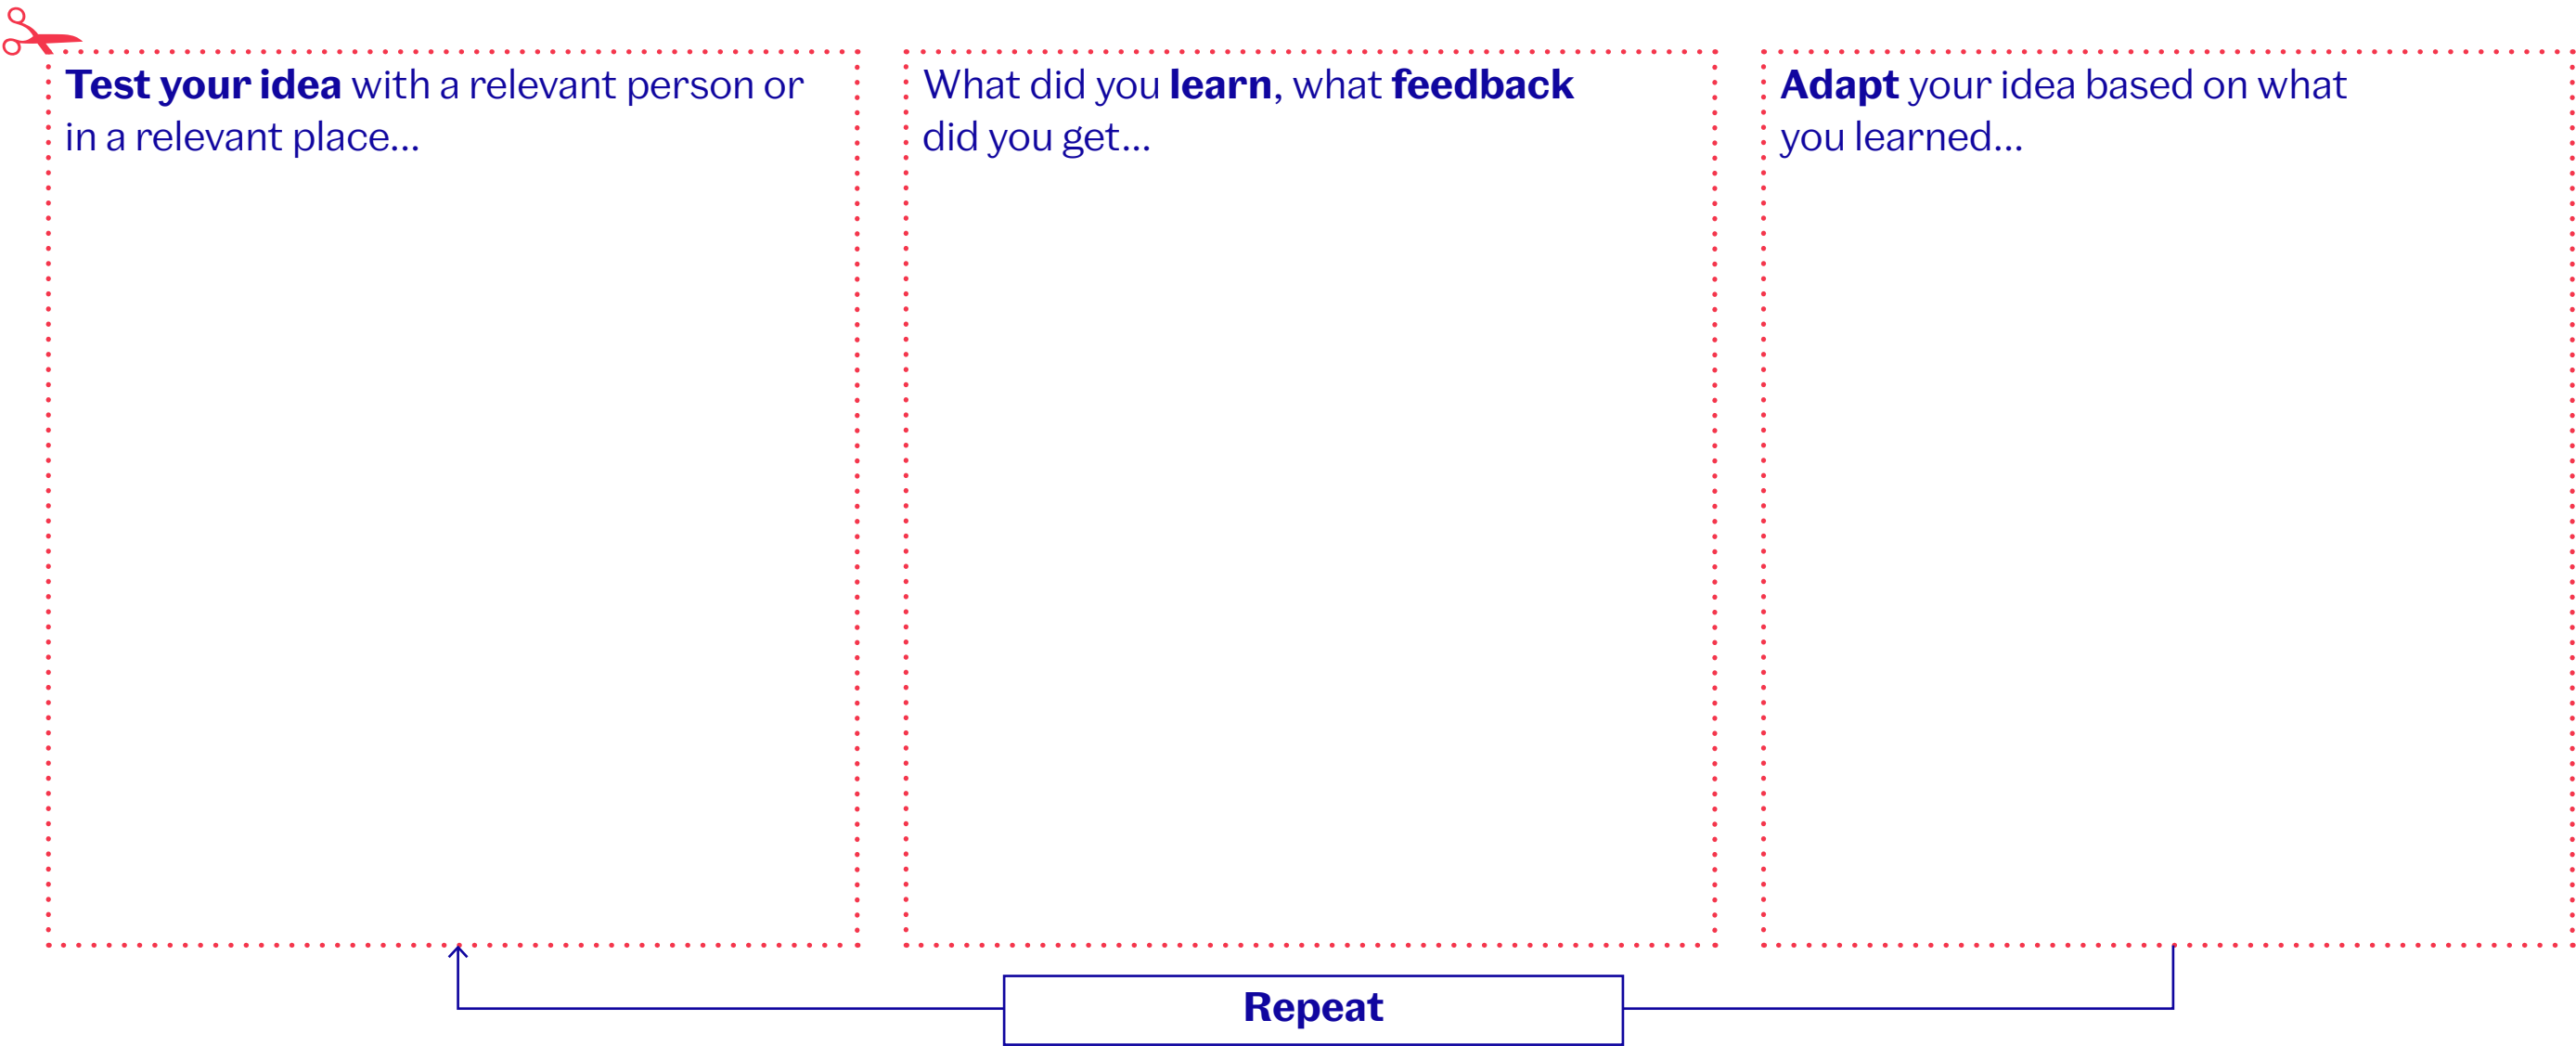 Test your idea with a relevant person or
in a relevant place...
What did you learn, what feedback
did you get...
Adapt your idea based on what
you learned...
Repeat